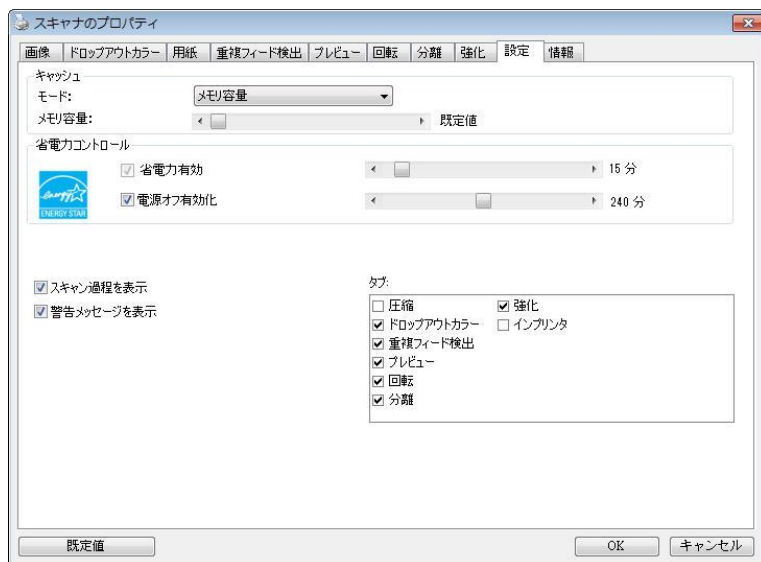 スキャナのプロパティ
画像 ドロップアウトカラー 用紙 重複フィード検出 プレビュー 回転 分離 強化 設定 情報
キャッシュ
モード: メモリ容量
メモリ容量: 既定値
省電力コントロール
省電力有効 15 分
energy
ENERGY STAR
電源オフ有効化 240 分
スキャン過程を表示
警告メッセージを表示
タブ:
圧縮 強化
ドロップアウトカラー インプリンタ
重複フィード検出
プレビュー
回転
分離
既定値 OK キャンセル